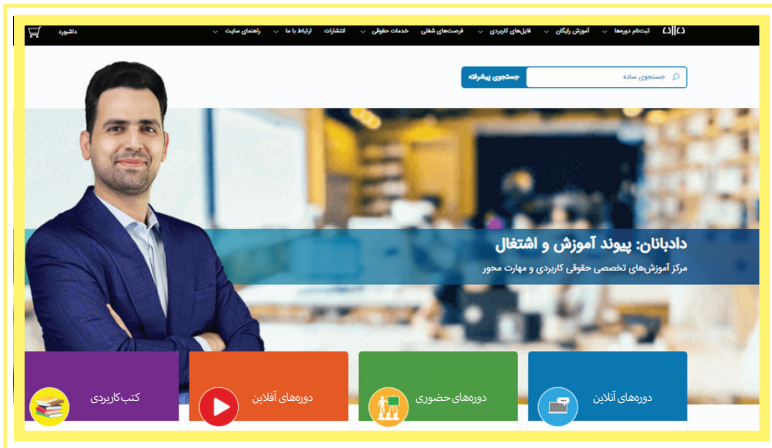 دادبانان ثبت‌نام دوره‌ها آموزش رایگان فایل‌های کاربردی فرصت‌های شغلی خدمات حقوقی انتشارات ارتباط با ما راهنمای سایت داشبورد
جستجوی ساده جستجوی پیشرفته
دادبانان: پیوند آموزش و اشتغال
مرکز آموزش‌های تخصصی حقوقی کاربردی و مهارت محور
دوره‌های آنلاین
دوره‌های حضوری
دوره‌های آفلاین
کتب کاربردی